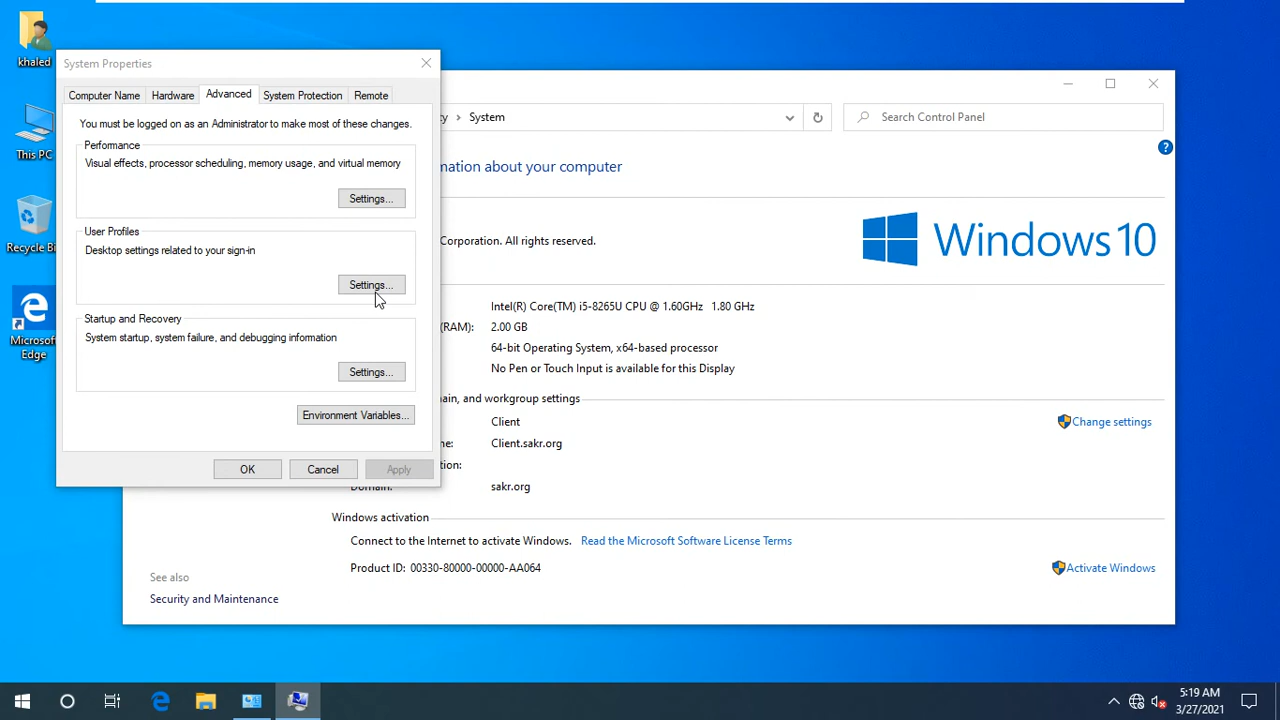 khaled
This PC
Recycle Bi
Microsof
Edge
System Properties
Computer Name
Hardware
Advanced
System Protection
Remote
You must be logged on as an Administrator to make most of these changes.
Performance
Visual effects, processor scheduling, memory usage, and virtual memory
Settings...
User Profiles
Desktop settings related to your sign-in
Settings...
Startup and Recovery
System startup, system failure, and debugging information
Settings...
Environment Variables...
OK
Cancel
Apply
ty > System
Search Control Panel
?
mation about your computer
Corporation. All rights reserved.
Windows 10
Intel(R) Core(TM) i5-8265U CPU @ 1.60GHz 1.80 GHz
(RAM): 2.00 GB
64-bit Operating System, x64-based processor
No Pen or Touch Input is available for this Display
ain, and workgroup settings
Client
Change settings
me: Client.sakr.org
tion:
Domain: sakr.org
Windows activation
Connect to the Internet to activate Windows. Read the Microsoft Software License Terms
Product ID: 00330-80000-00000-AA064
Activate Windows
See also
Security and Maintenance
5:19 AM
3/27/2021